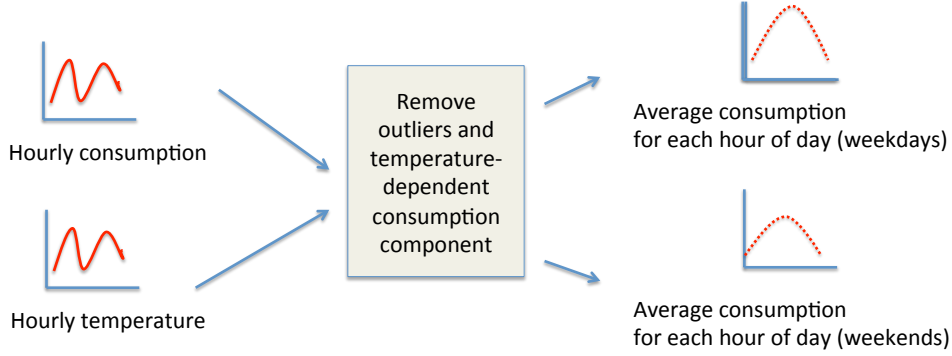 Hourly consumption
Hourly temperature
Remove
outliers and
temperature-
dependent
consumption
component
Average consumption
for each hour of day (weekdays)
Average consumption
for each hour of day (weekends)